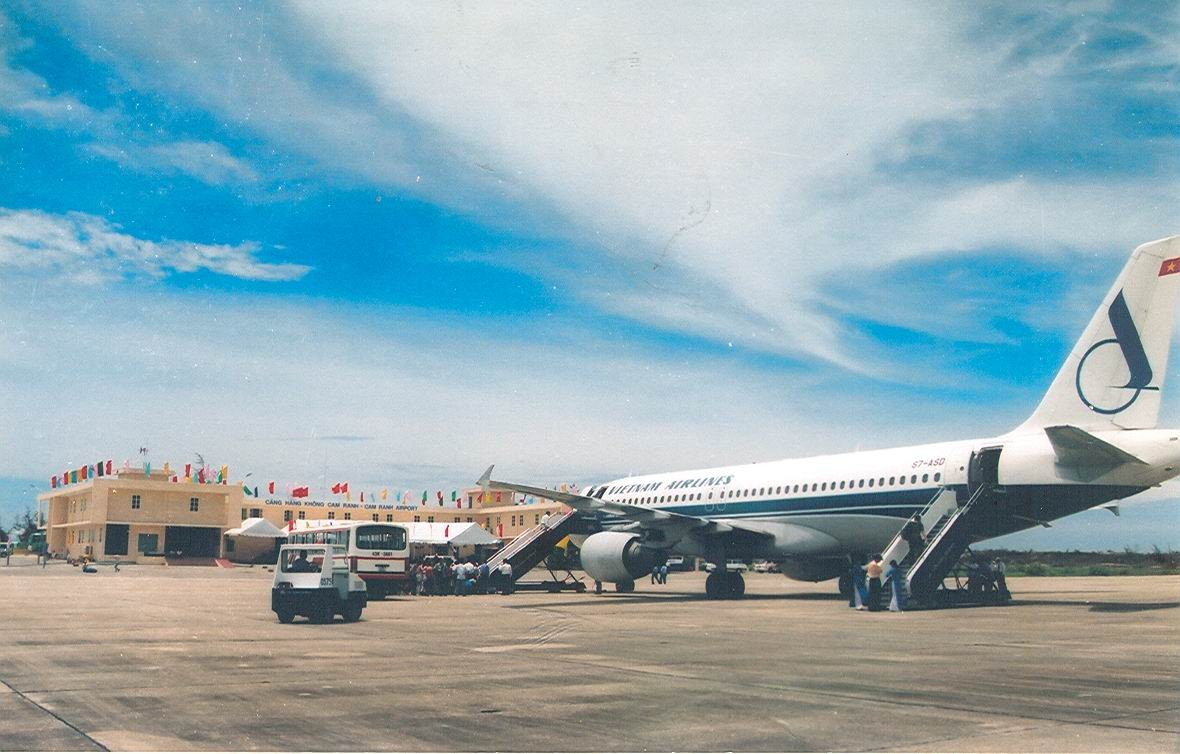 CẢNG HÀNG KHÔNG CAM RANH - CAM RANH AIRPORT
VIETNAM AIRLINES
S7-ASD